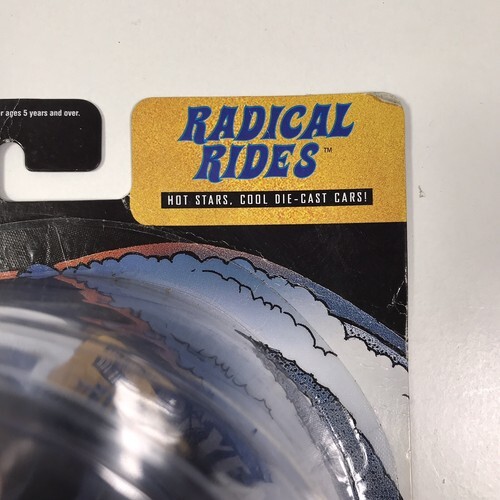 r ages 5 years and over.
RADICAL
RIDES™
HOT STARS, COOL DIE-CAST CARS!